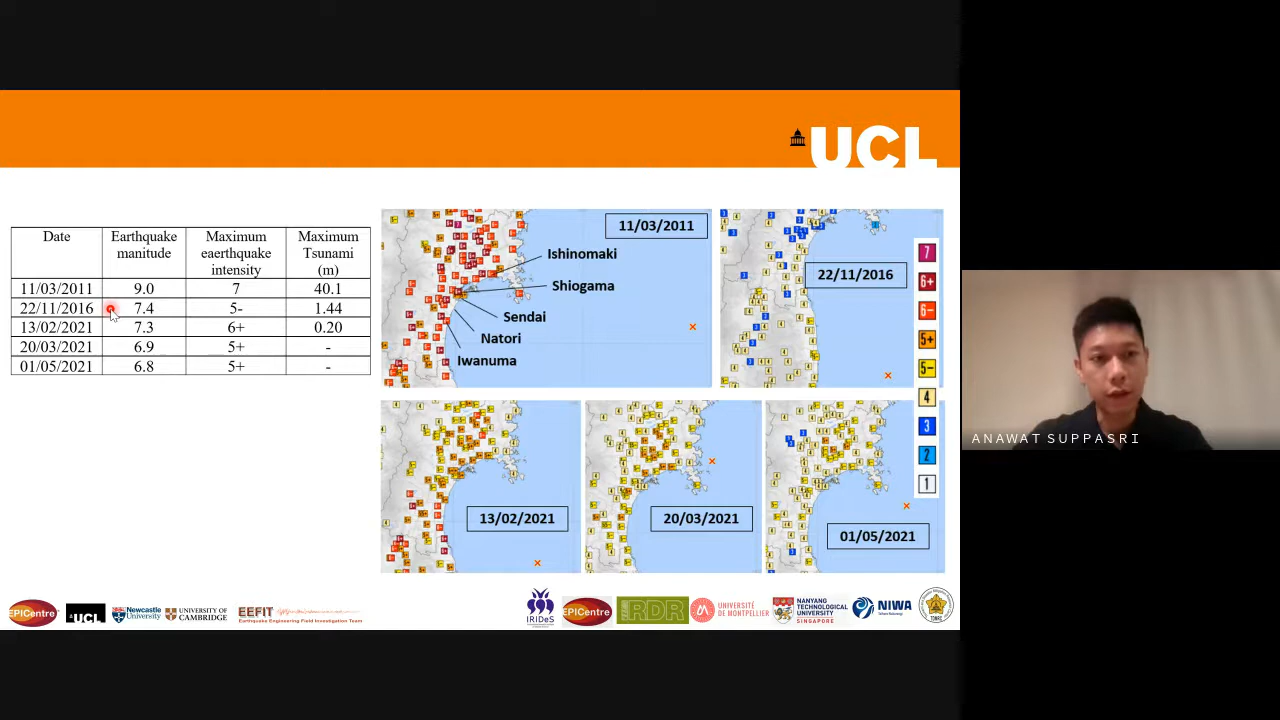 UCL
Date
Earthquake
manitude
Maximum
eaerthquake
intensity
Maximum
Tsunami
(m)
11/03/2011 9.0 7 40.1
22/11/2016 7.4 5- 1.44
13/02/2021 7.3 6+ 0.20
20/03/2021 6.9 5+ -
01/05/2021 6.8 5+ -
11/03/2011
Ishinomaki
Shiogama
Sendai
Natori
Iwanuma
22/11/2016
7
6+
6-
5+
5-
4
3
2
1
13/02/2021
20/03/2021
01/05/2021
ANAWAT SUPPASRI
EPICentre
UCL
Newcastle
University
UNIVERSITY OF
CAMBRIDGE
EEFIT
Earthquake Engineering Field Investigation Team
IRIDeS
EPICentre
RDR
UNIVERSITÉ
DE MONTPELLIER
NANYANG
TECHNOLOGICAL
UNIVERSITY
SINGAPORE
NIWA
Taihoro Nukurangi
TDMRC